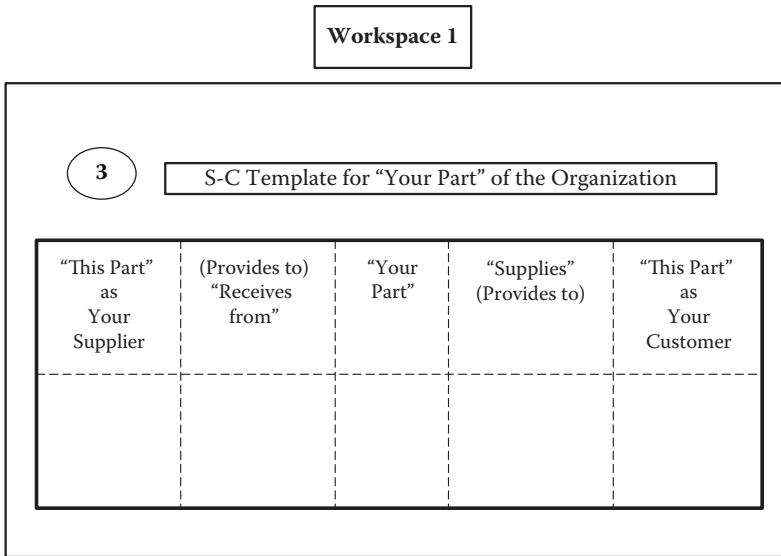 Workspace 1
3
S-C Template for “Your Part” of the Organization
“This Part”
as
Your
Supplier
(Provides to)
“Receives
from”
“Your
Part”
“Supplies”
(Provides to)
“This Part”
as
Your
Customer